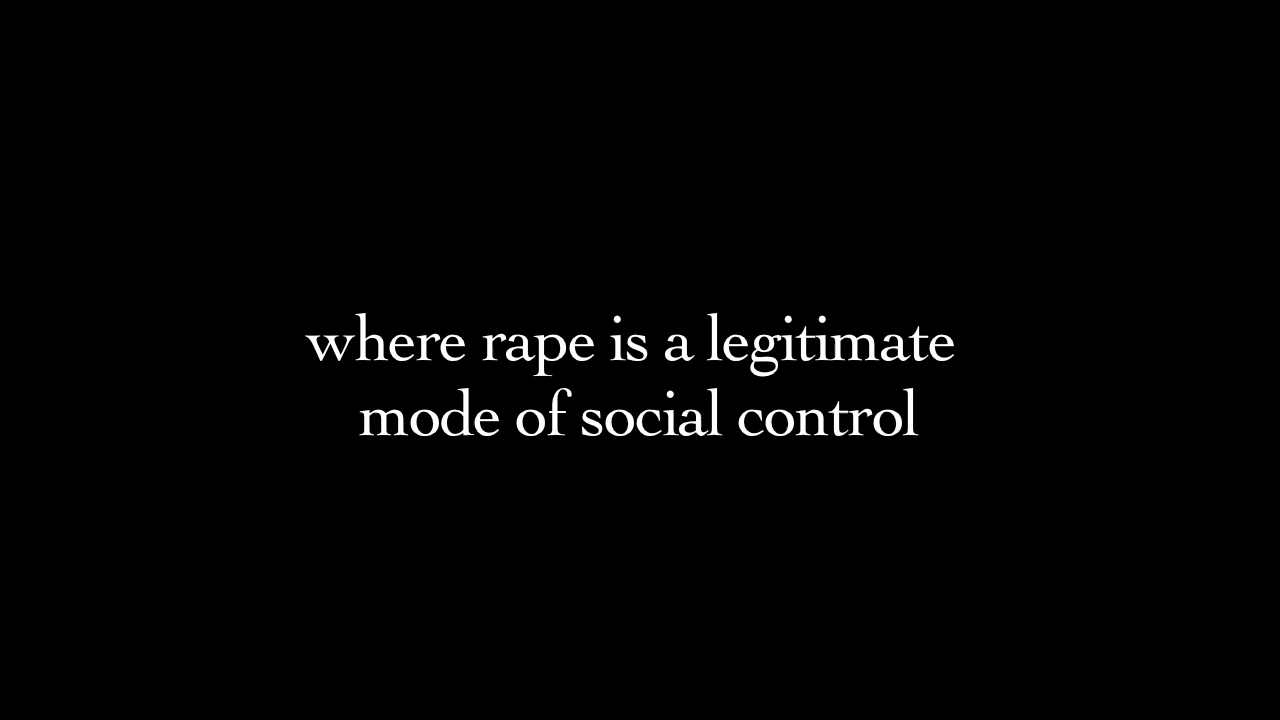 where rape is a legitimate
mode of social control